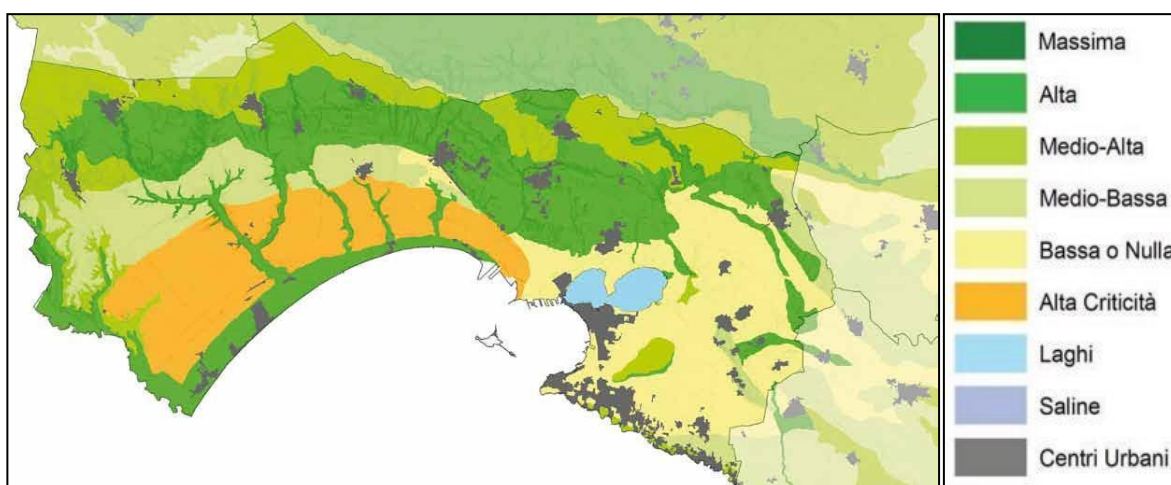 Massima
Alta
Medio-Alta
Medio-Bassa
Bassa o Nulla
Alta Criticità
Laghi
Saline
Centri Urbani